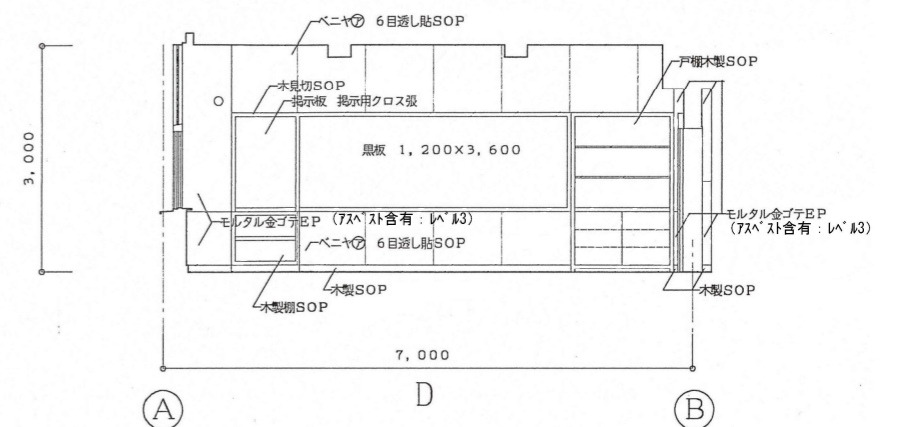 ベニヤ㋐ 6目透し貼SOP
戸棚木製SOP
木見切SOP
掲示板 掲示用クロス張
黒板 1,200×3,600
3,000
モルタル金ゴテEP (アスベスト含有:レベル3)
モルタル金ゴテEP
(アスベスト含有:レベル3)
ベニヤ㋐ 6目透し貼SOP
木製SOP
木製SOP
木製棚SOP
7,000
A
D
B